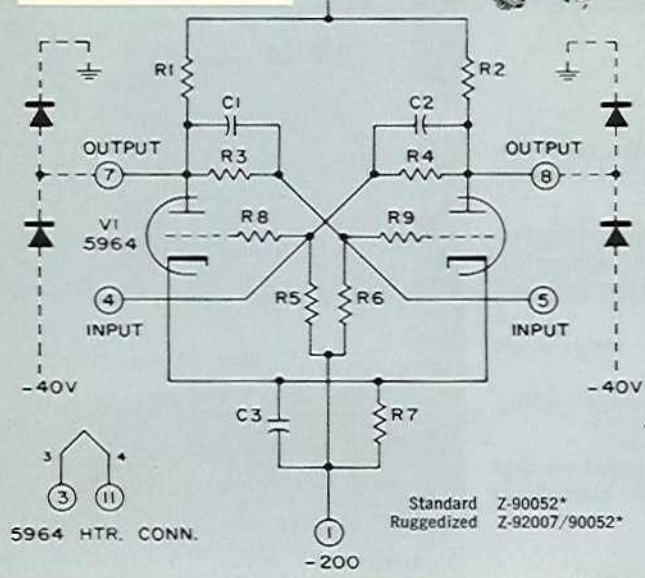 R1
R2
C1
C2
OUTPUT
7
R3
R4
OUTPUT
8
V1
5964
R8
R9
4
INPUT
R5
R6
5
INPUT
-40V
-40V
C3
R7
3
4
3
11
5964 HTR. CONN.
1
-200
Standard Z-90052*
Ruggedized Z-92007/90052*